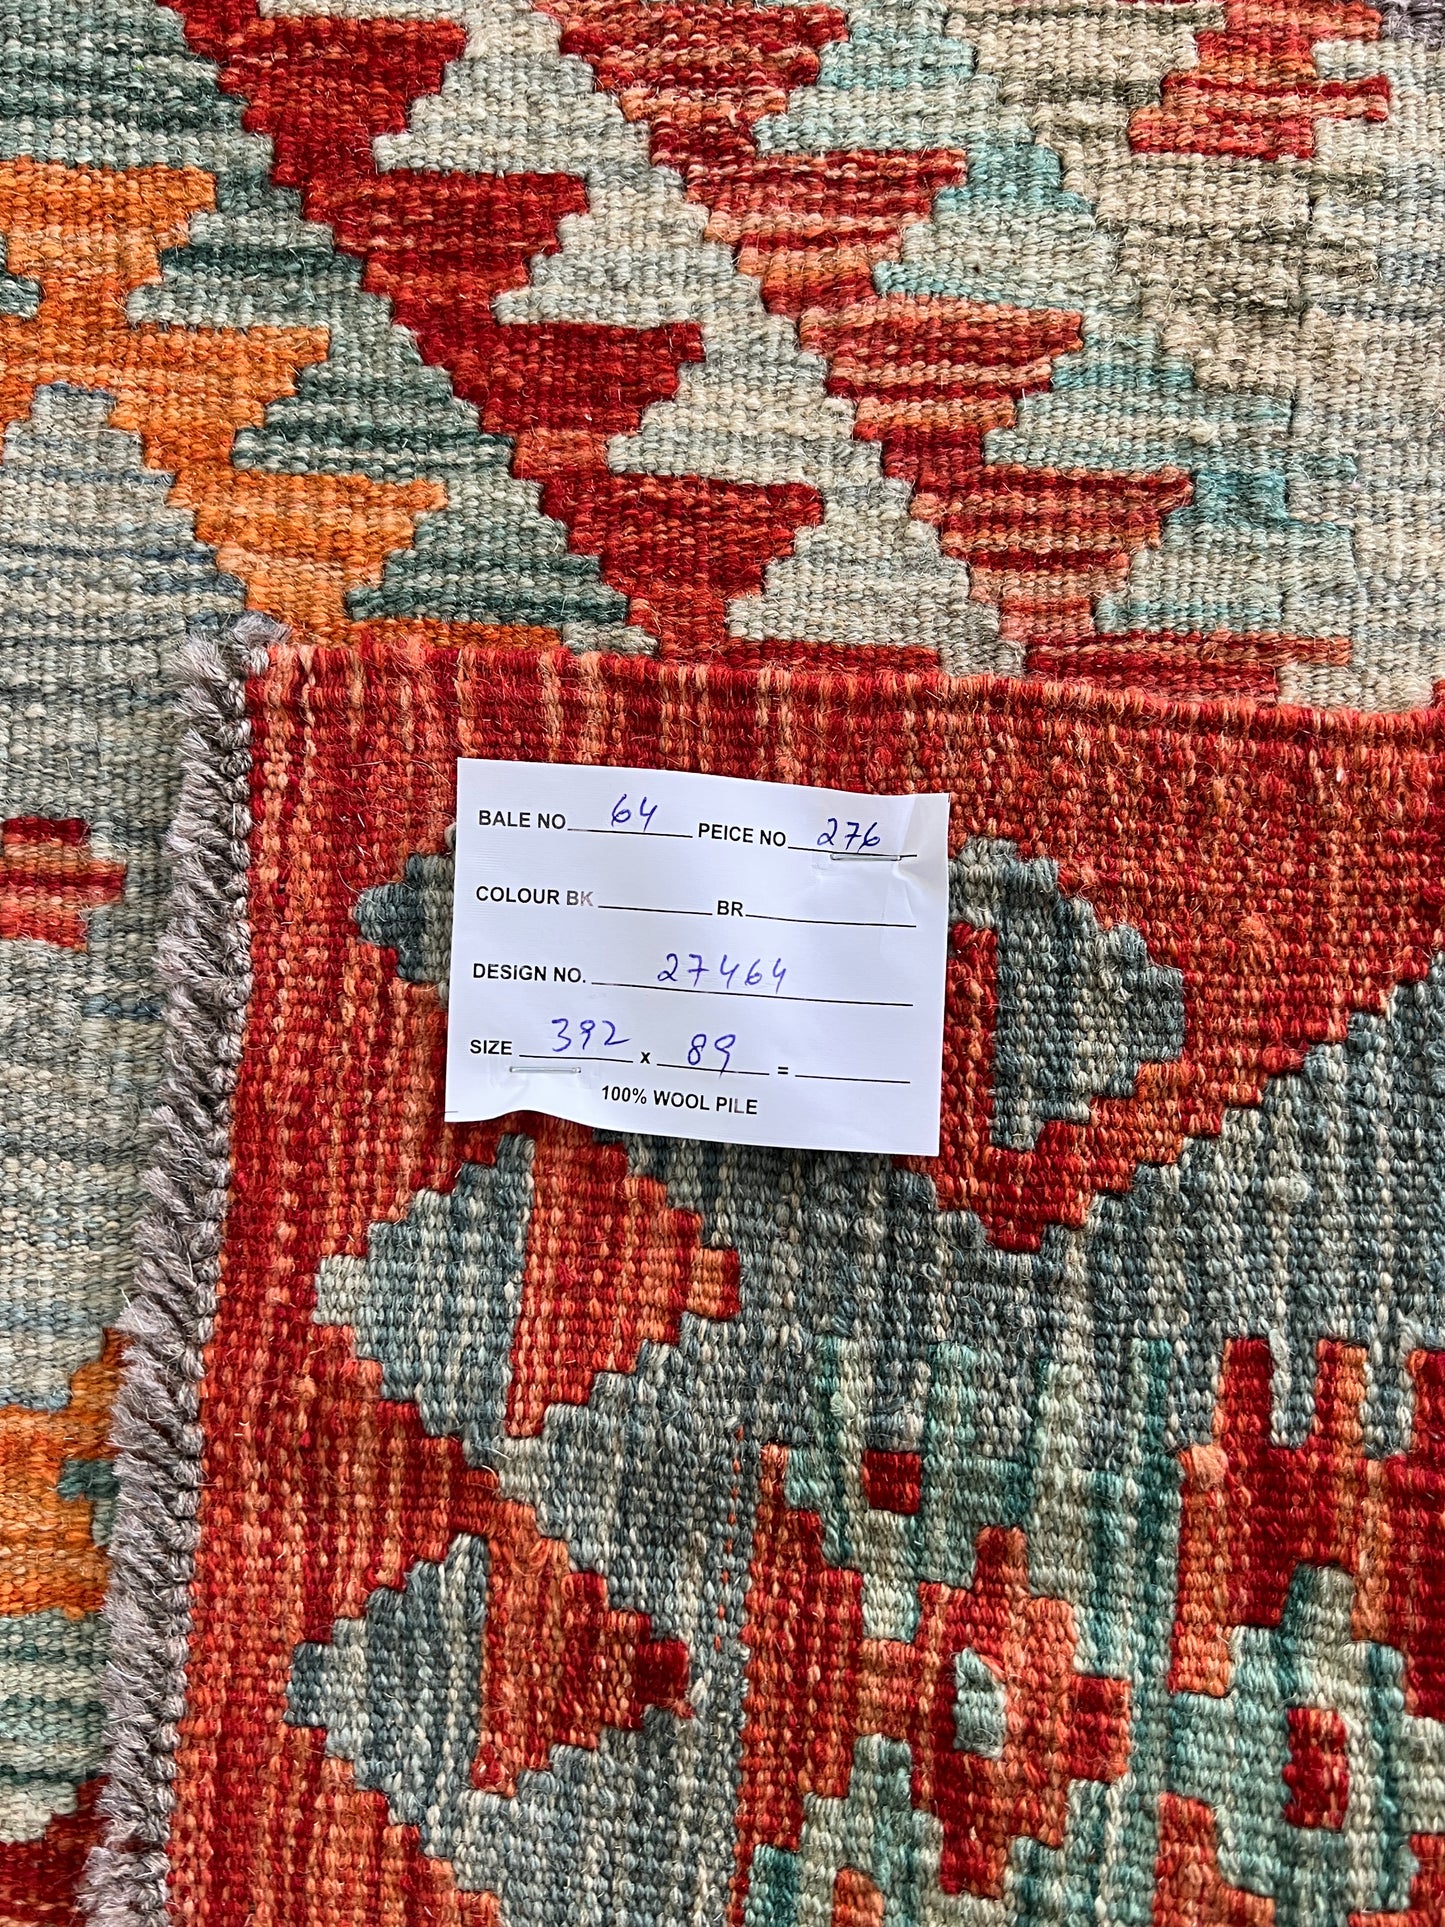 BALE NO 64 PEICE NO 276
COLOUR BK BR
DESIGN NO. 27464
SIZE 392 x 89 =
100% WOOL PILE